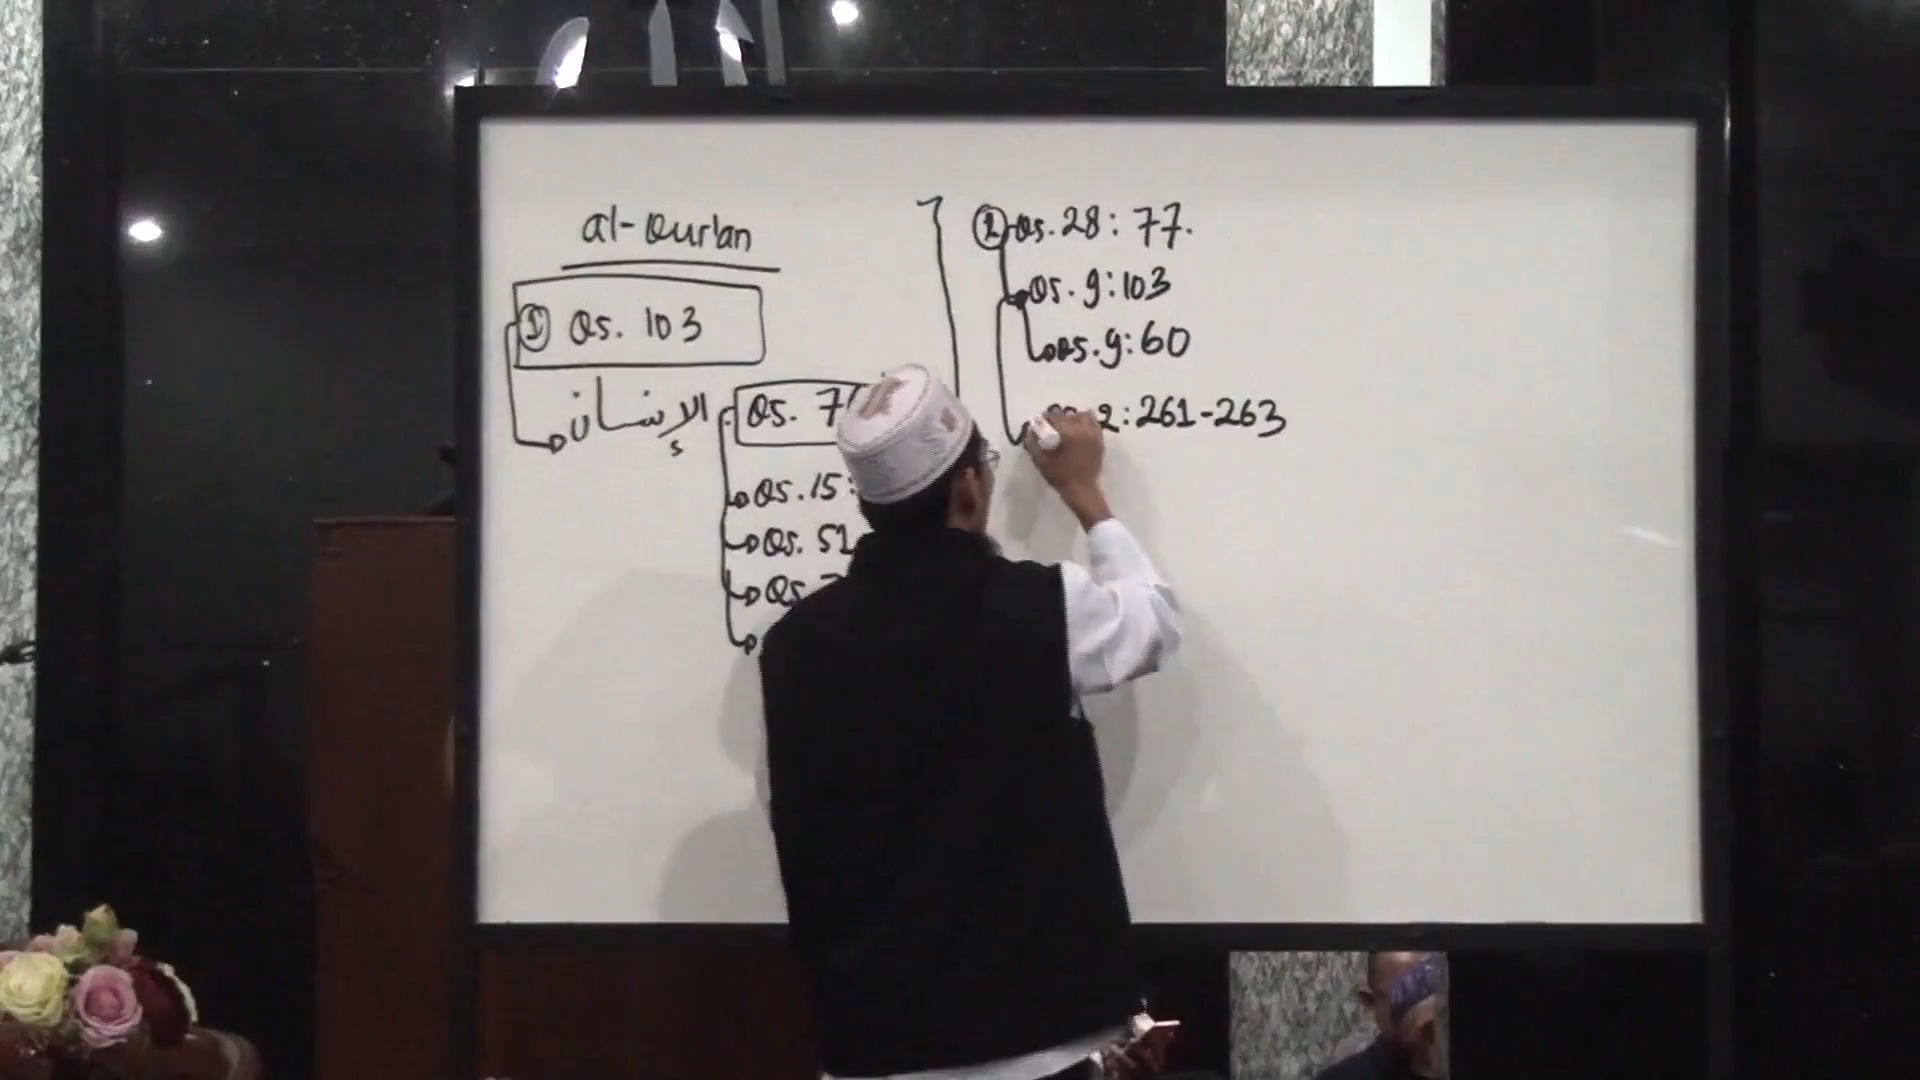 al-Qur'an
① Qs. 103
الإنسان
Qs. 7
Qs. 15:
Qs. 51
Qs.
② Qs. 28: 77.
Qs. 9:103
Qs. 9:60
2:261-263